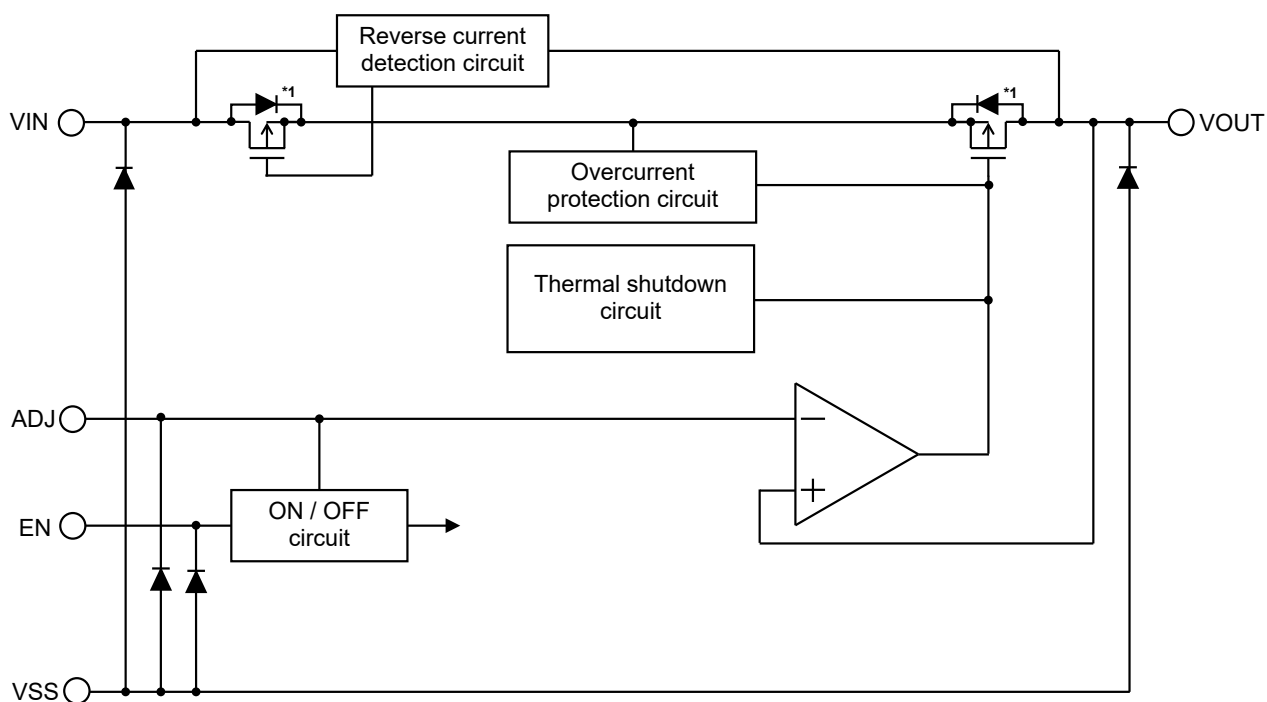 Reverse current
detection circuit
*1
*1
VIN
VOUT
Overcurrent
protection circuit
Thermal shutdown
circuit
ADJ
−
+
EN
ON / OFF
circuit
VSS